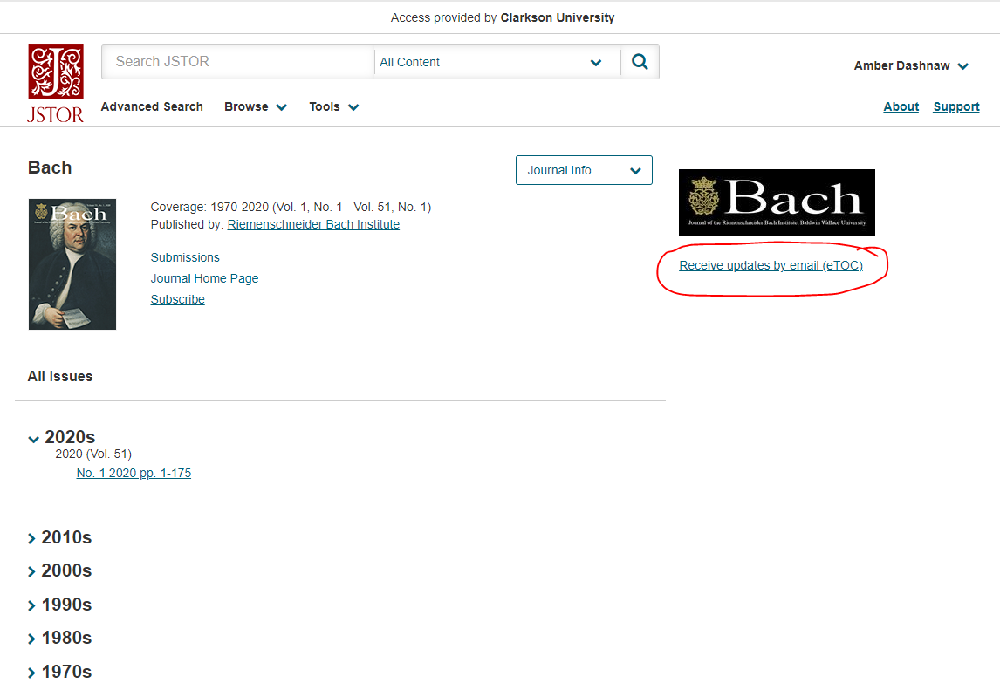 Access provided by Clarkson University
JSTOR
Search JSTOR
All Content
Amber Dashnaw
Advanced Search
Browse
Tools
About
Support
Bach
Journal Info
Bach
Coverage: 1970-2020 (Vol. 1, No. 1 - Vol. 51, No. 1)
Published by: Riemenschneider Bach Institute
Submissions
Journal Home Page
Subscribe
Bach
Journal of the Riemenschneider Bach Institute, Baldwin Wallace University
Receive updates by email (eTOC)
All Issues
2020s
2020 (Vol. 51)
No. 1 2020 pp. 1-175
2010s
2000s
1990s
1980s
1970s